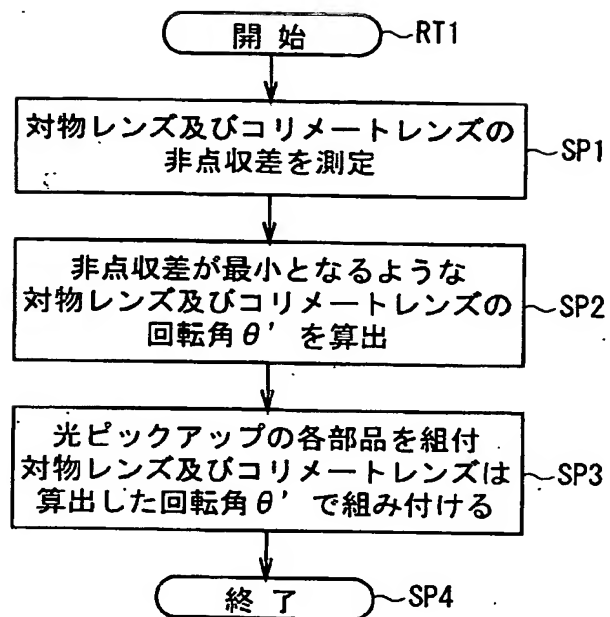 開 始
RT1
対物レンズ及びコリメートレンズの
非点収差を測定
SP1
非点収差が最小となるような
対物レンズ及びコリメートレンズの
回転角θ’を算出
SP2
光ピックアップの各部品を組付
対物レンズ及びコリメートレンズは
算出した回転角θ’で組み付ける
SP3
終 了
SP4